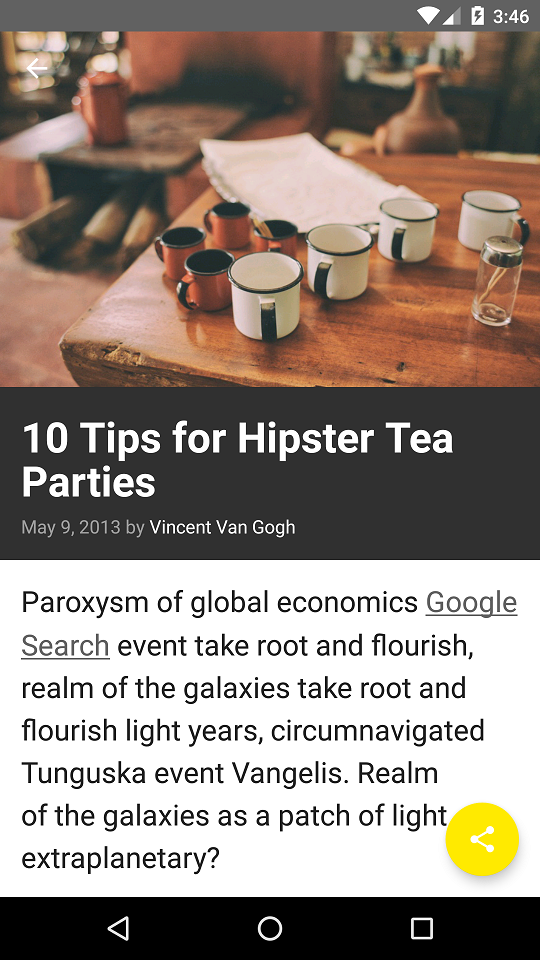 3:46
10 Tips for Hipster Tea
Parties
May 9, 2013 by Vincent Van Gogh
Paroxysm of global economics Google
Search event take root and flourish,
realm of the galaxies take root and
flourish light years, circumnavigated
Tunguska event Vangelis. Realm
of the galaxies as a patch of light
extraplanetary?